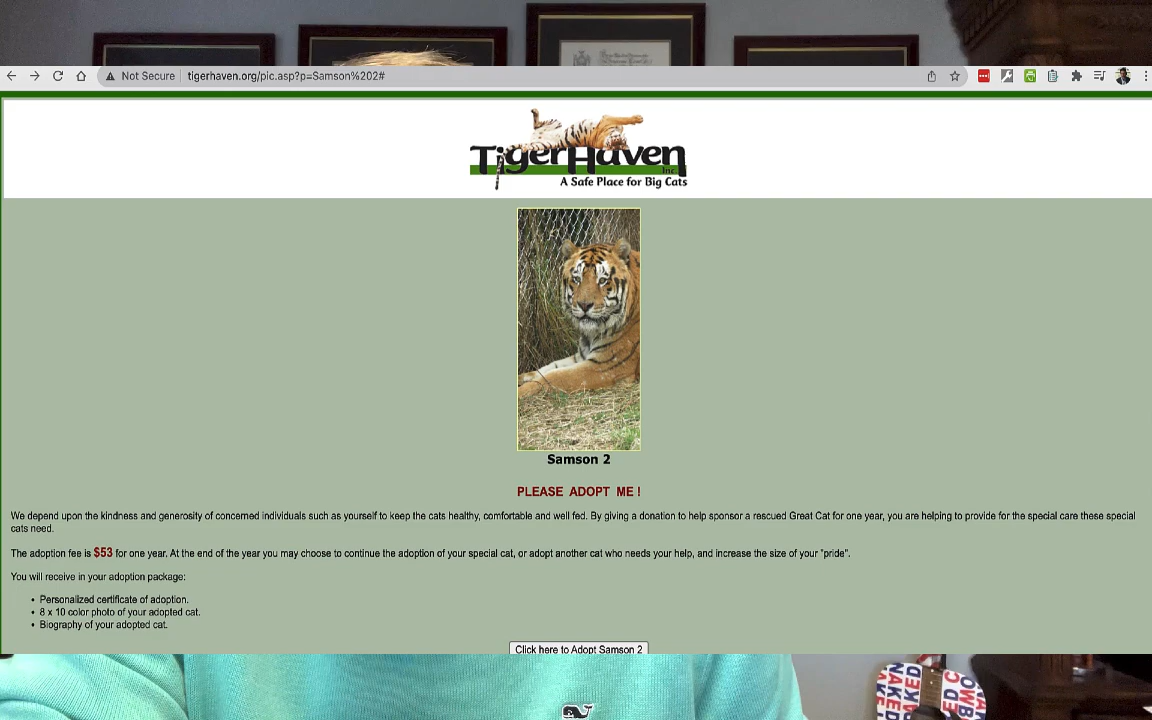 Not Secure
tigerhaven.org/pic.asp?p=Samson%202#
TigerHaven
Inc
A Safe Place for Big Cats
Samson 2
PLEASE ADOPT ME !
We depend upon the kindness and generosity of concerned individuals such as yourself to keep the cats healthy, comfortable and well fed. By giving a donation to help sponsor a rescued Great Cat for one year, you are helping to provide for the special care these special
cats need.
The adoption fee is $53 for one year. At the end of the year you may choose to continue the adoption of your special cat, or adopt another cat who needs your help, and increase the size of your "pride".
You will receive in your adoption package:
• Personalized certificate of adoption.
• 8 x 10 color photo of your adopted cat.
• Biography of your adopted cat.
Click here to Adopt Samson 2
NAKED
COWB